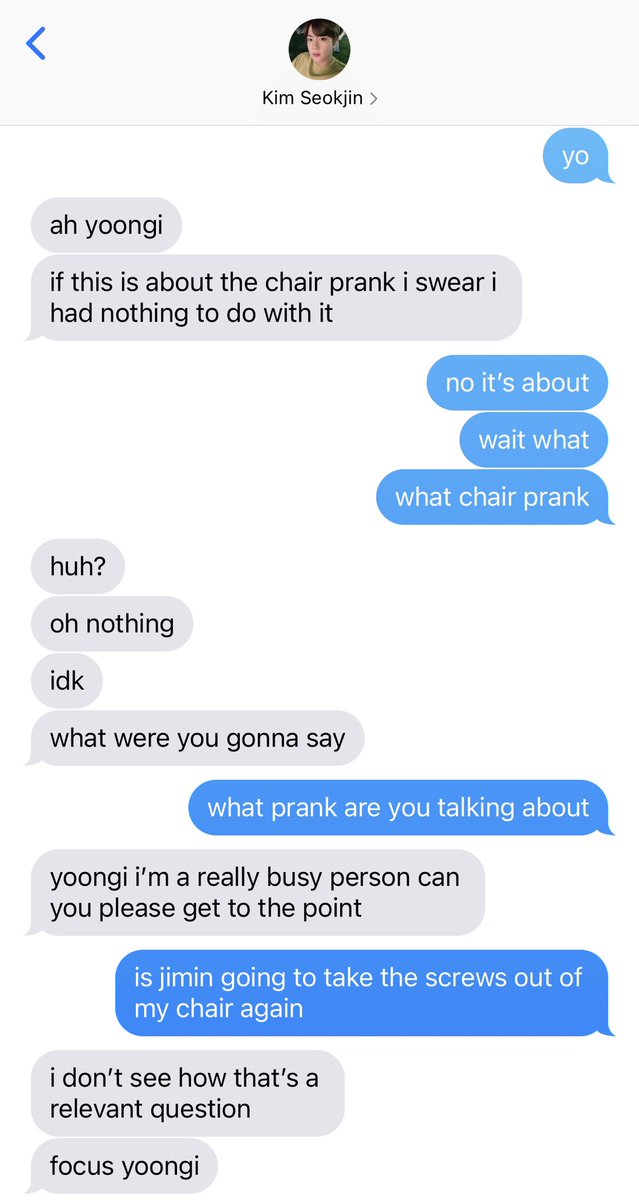 Kim Seokjin
yo
ah yoongi
if this is about the chair prank i swear i
had nothing to do with it
no it’s about
wait what
what chair prank
huh?
oh nothing
idk
what were you gonna say
what prank are you talking about
yoongi i’m a really busy person can
you please get to the point
is jimin going to take the screws out of
my chair again
i don’t see how that’s a
relevant question
focus yoongi